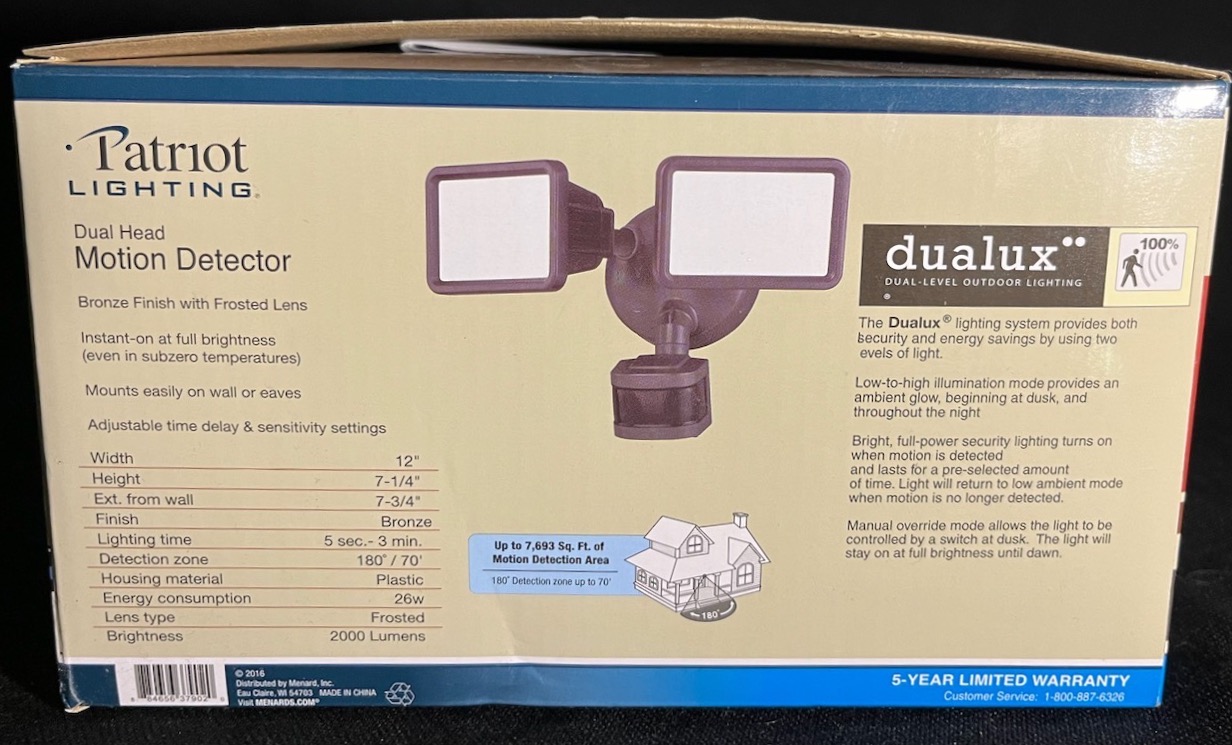 Patriot
LIGHTING®
Dual Head
Motion Detector
Bronze Finish with Frosted Lens
Instant-on at full brightness
(even in subzero temperatures)
Mounts easily on wall or eaves
Adjustable time delay & sensitivity settings
Width 12"
Height 7-1/4"
Ext. from wall 7-3/4"
Finish Bronze
Lighting time 5 sec.- 3 min.
Detection zone 180° / 70'
Housing material Plastic
Energy consumption 26w
Lens type Frosted
Brightness 2000 Lumens
Up to 7,693 Sq. Ft. of
Motion Detection Area
180° Detection zone up to 70'
180°
dualux
DUAL-LEVEL OUTDOOR LIGHTING
®
100%
The Dualux® lighting system provides both
security and energy savings by using two
evels of light.
Low-to-high illumination mode provides an
ambient glow, beginning at dusk, and
throughout the night
Bright, full-power security lighting turns on
when motion is detected
and lasts for a pre-selected amount
of time. Light will return to low ambient mode
when motion is no longer detected.
Manual override mode allows the light to be
controlled by a switch at dusk. The light will
stay on at full brightness until dawn.
84656 37902
© 2016
Distributed by Menard, Inc.
Eau Claire, WI 54703 MADE IN CHINA
Visit MENARDS.COM®
5-YEAR LIMITED WARRANTY
Customer Service: 1-800-887-6326